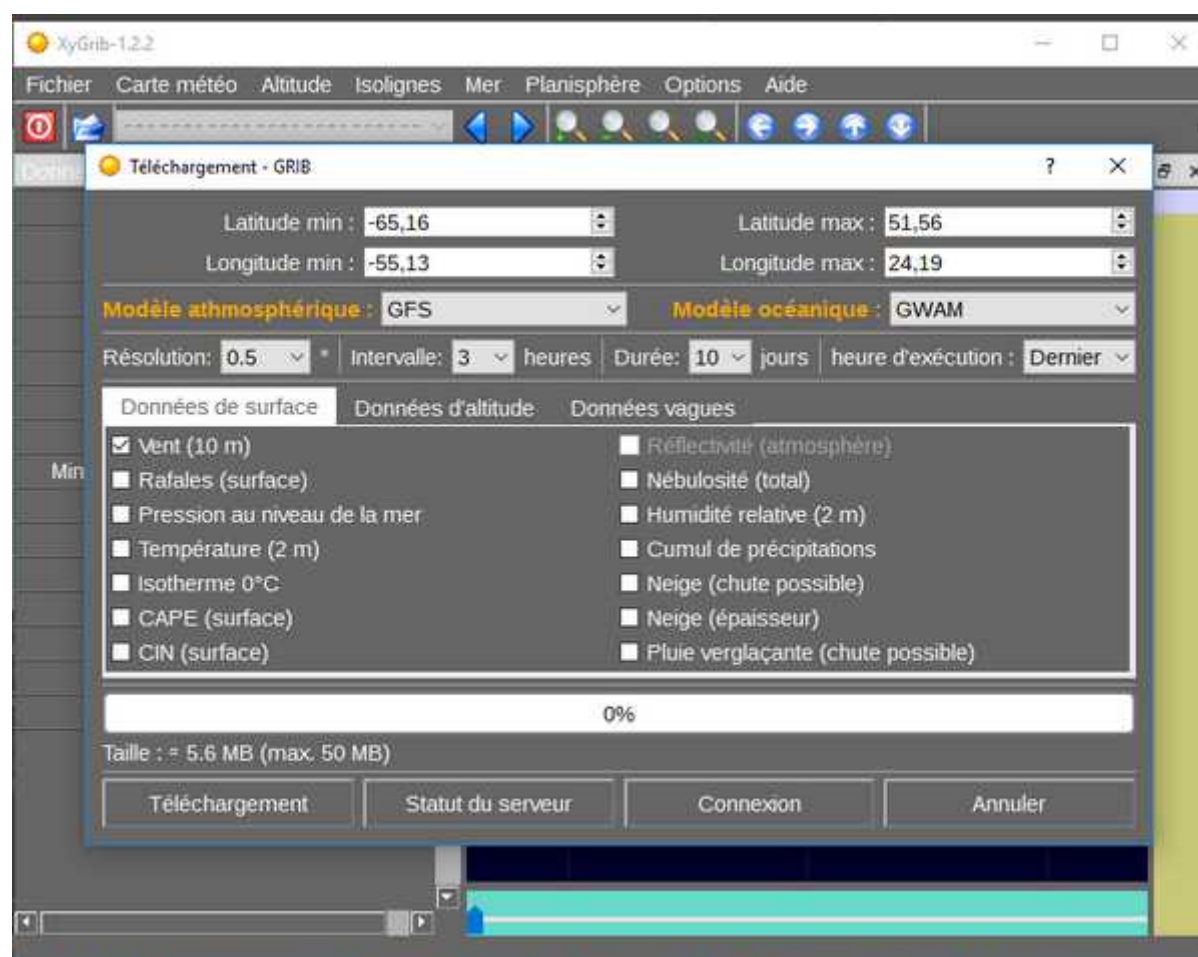 XyGrib-1.2.2
Fichier Carte météo Altitude Isolignes Mer Planisphère Options Aide
Téléchargement - GRIB ?
Latitude min : -65,16 Latitude max : 51,56
Longitude min : -55,13 Longitude max : 24,19
Modèle athmosphérique : GFS Modèle océanique : GWAM
Résolution: 0.5 ° Intervalle: 3 heures Durée: 10 jours heure d'exécution : Dernier
Données de surface Données d'altitude Données vagues
Vent (10 m) Réflectivité (atmosphère)
Rafales (surface) Nébulosité (total)
Min
Pression au niveau de la mer Humidité relative (2 m)
Température (2 m) Cumul de précipitations
Isotherme 0°C Neige (chute possible)
CAPE (surface) Neige (épaisseur)
CIN (surface) Pluie verglaçante (chute possible)
0%
Taille : = 5.6 MB (max. 50 MB)
Téléchargement Statut du serveur Connexion Annuler